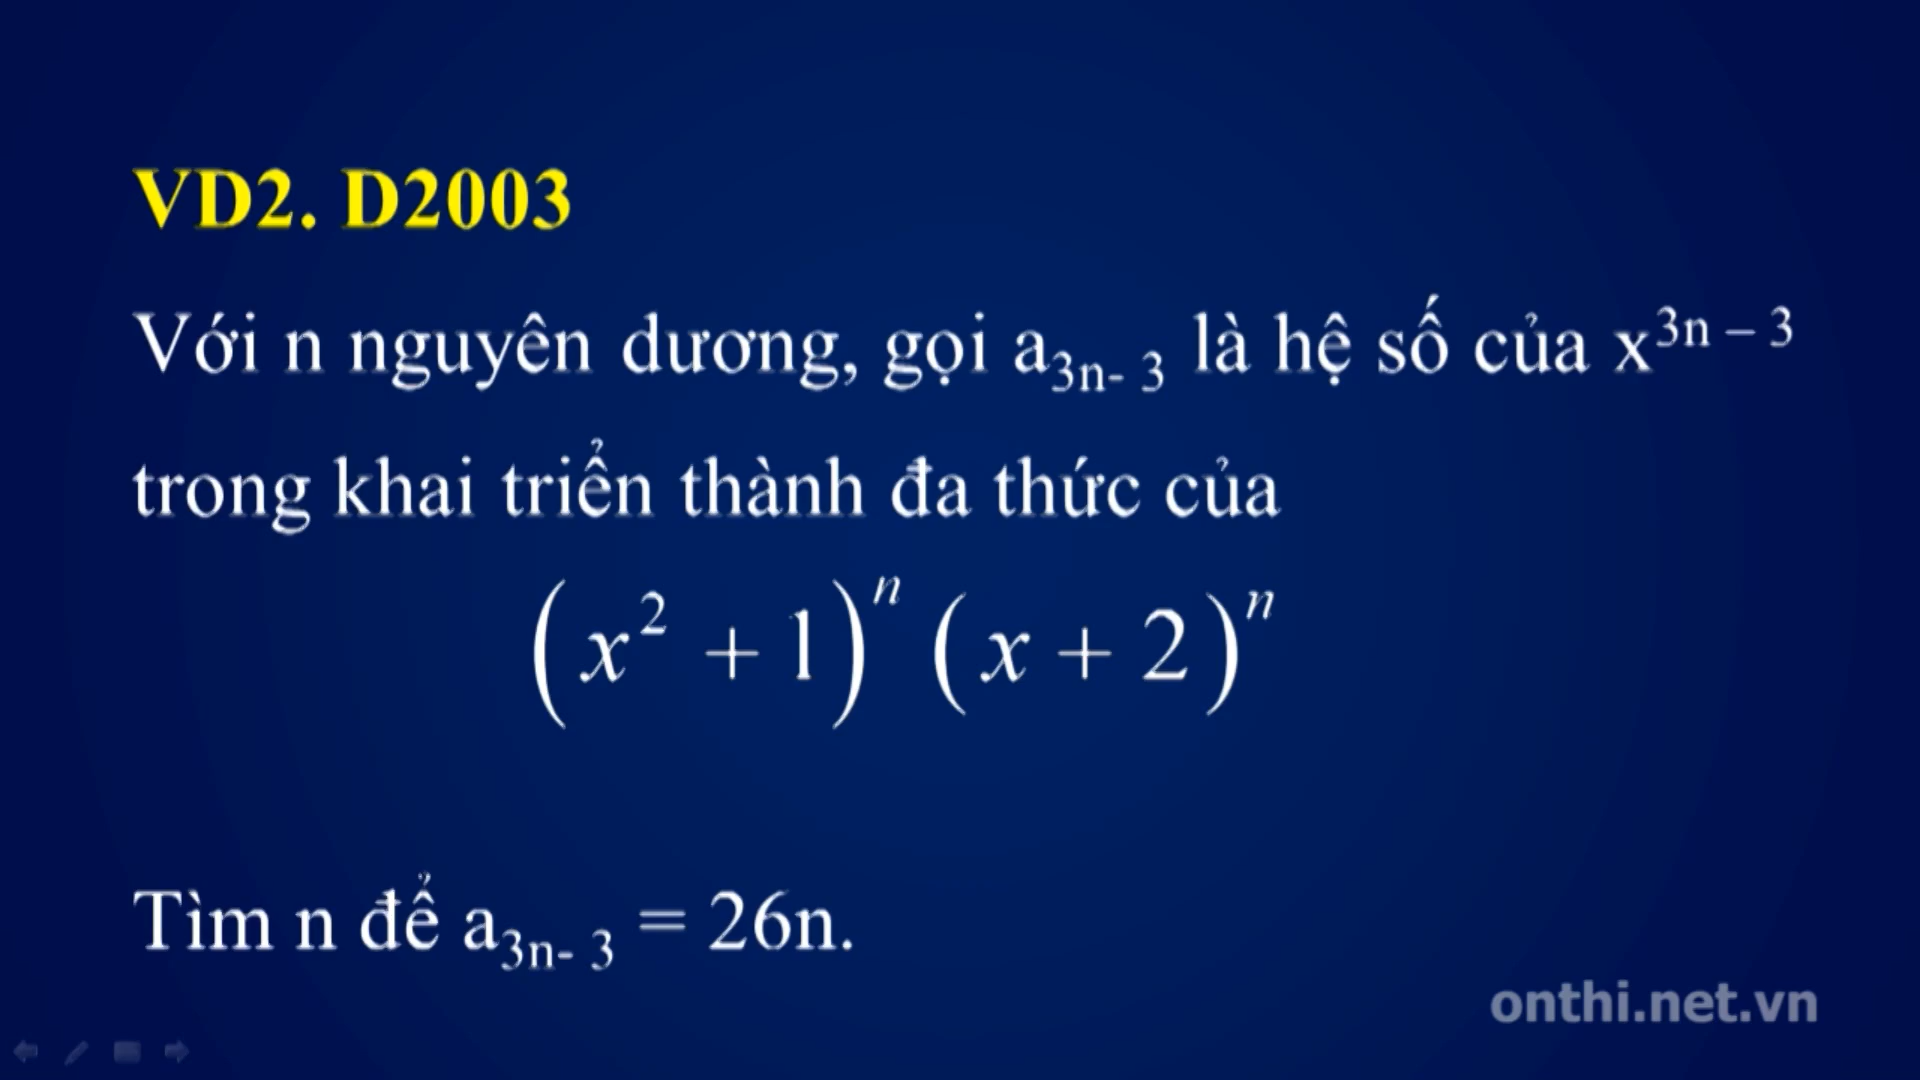 VD2. D2003
Với n nguyên dương, gọi a₃ₙ₋ ₃ là hệ số của x³ⁿ ⁻ ³
trong khai triển thành đa thức của
(x² + 1)ⁿ (x + 2)ⁿ
Tìm n để a₃ₙ₋ ₃ = 26n.
onthi.net.vn